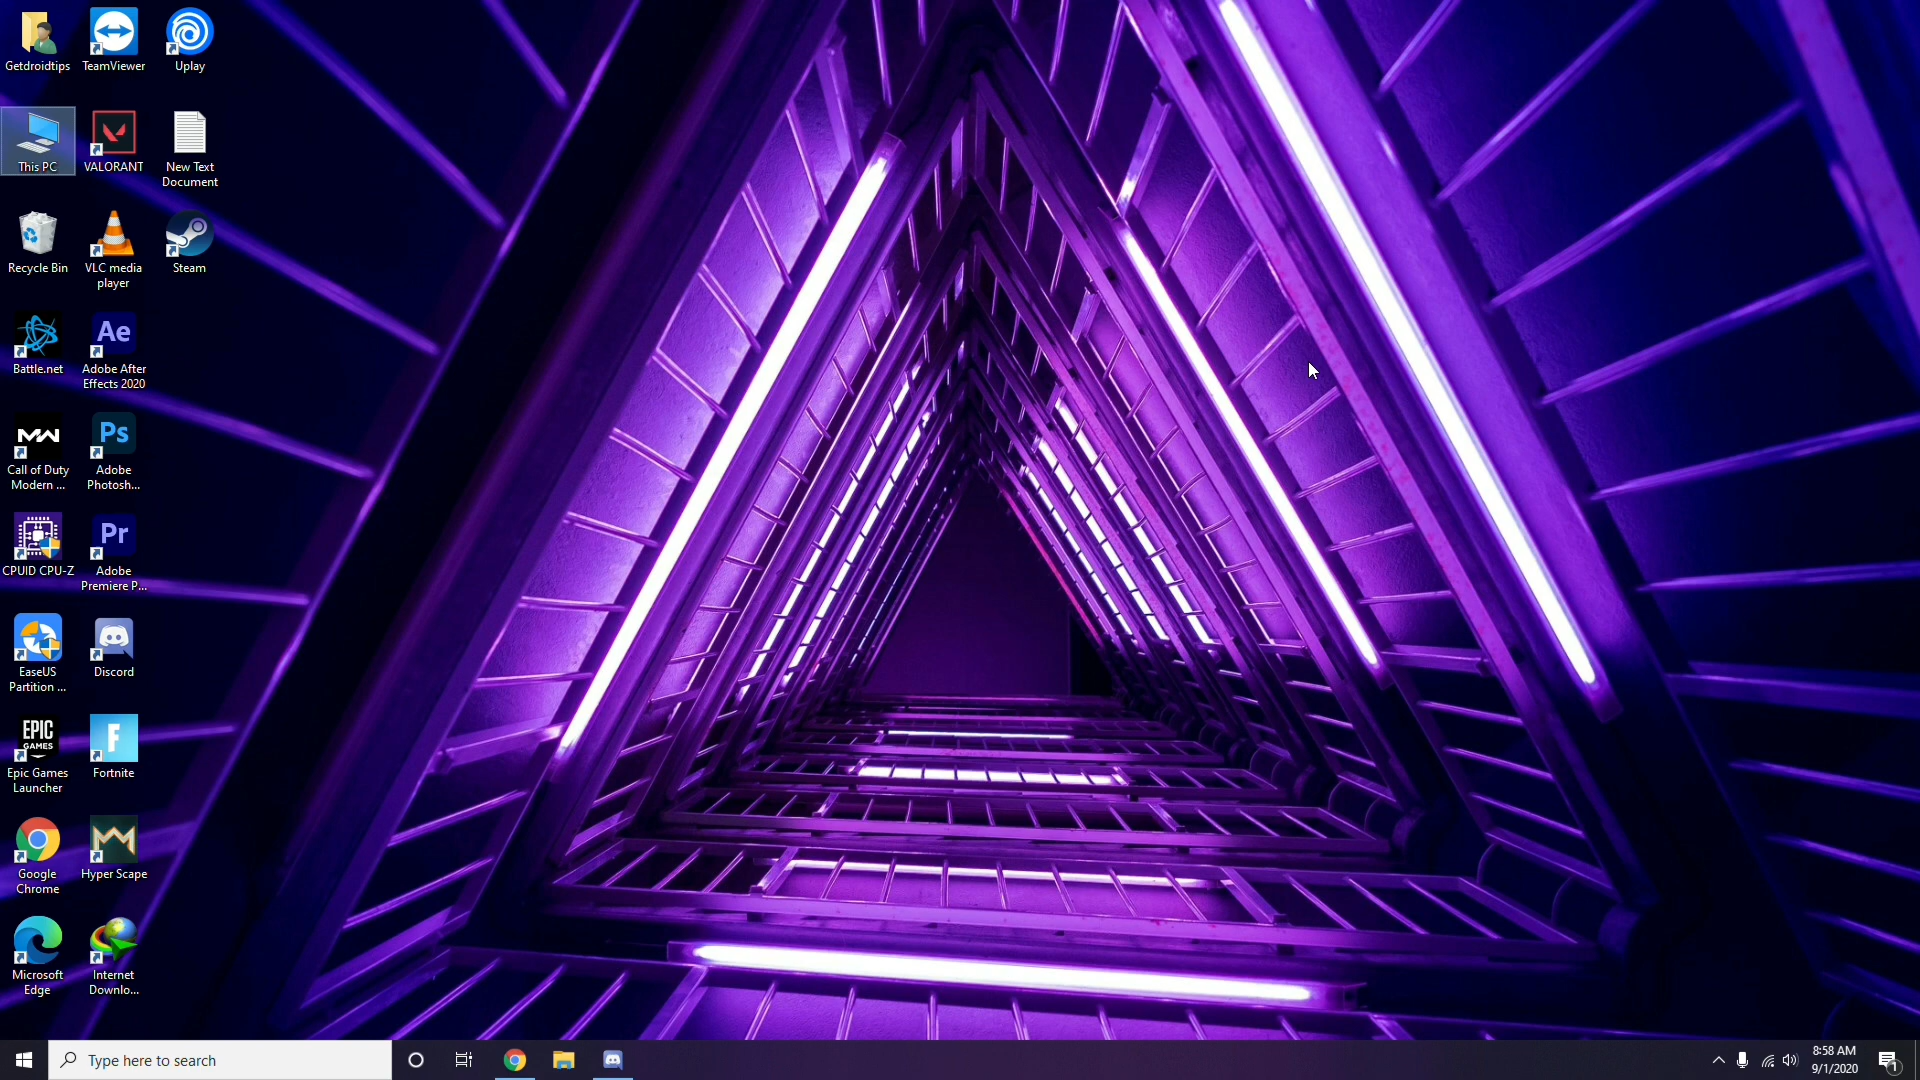 Getdroidtips
TeamViewer
Uplay
This PC
VALORANT
New Text
Document
Recycle Bin
VLC media
player
Steam
Battle.net
Ae
Adobe After
Effects 2020
MW
Call of Duty
Modern ...
Ps
Adobe
Photosh...
CPUID CPU-Z
Pr
Adobe
Premiere P...
EaseUS
Partition ...
Discord
EPIC
GAMES
Epic Games
Launcher
F
Fortnite
Google
Chrome
Hyper Scape
Microsoft
Edge
Internet
Downlo...
Type here to search
8:58 AM
9/1/2020
1